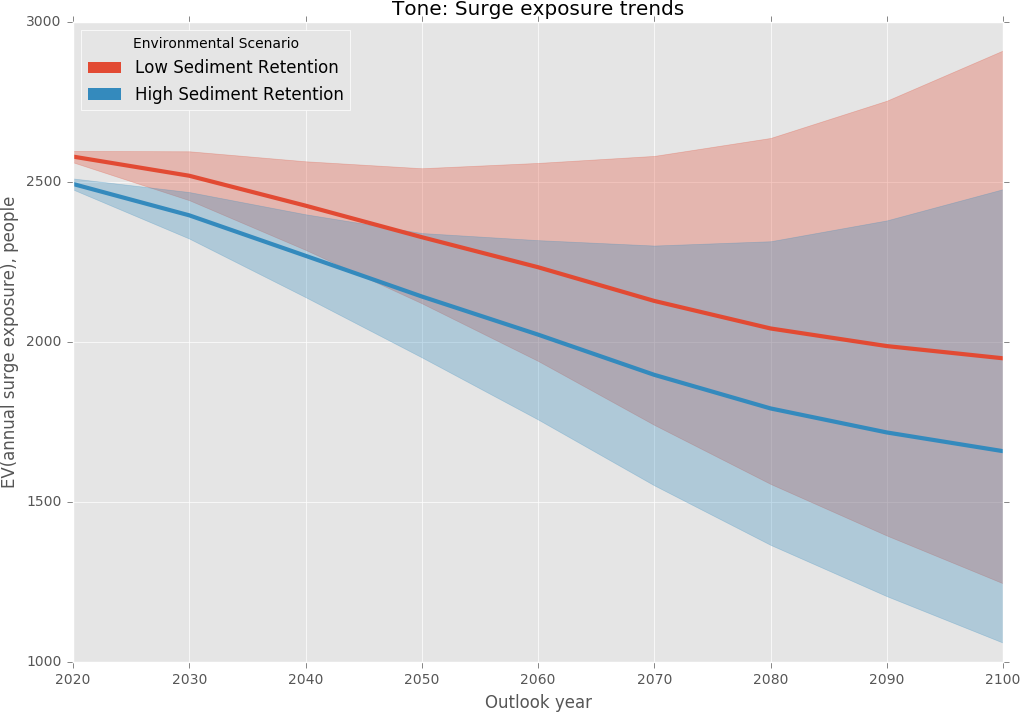 Tone: Surge exposure trends
Environmental Scenario
Low Sediment Retention
High Sediment Retention
EV(annual surge exposure), people
3000
2500
2000
1500
1000
2020 2030 2040 2050 2060 2070 2080 2090 2100
Outlook year